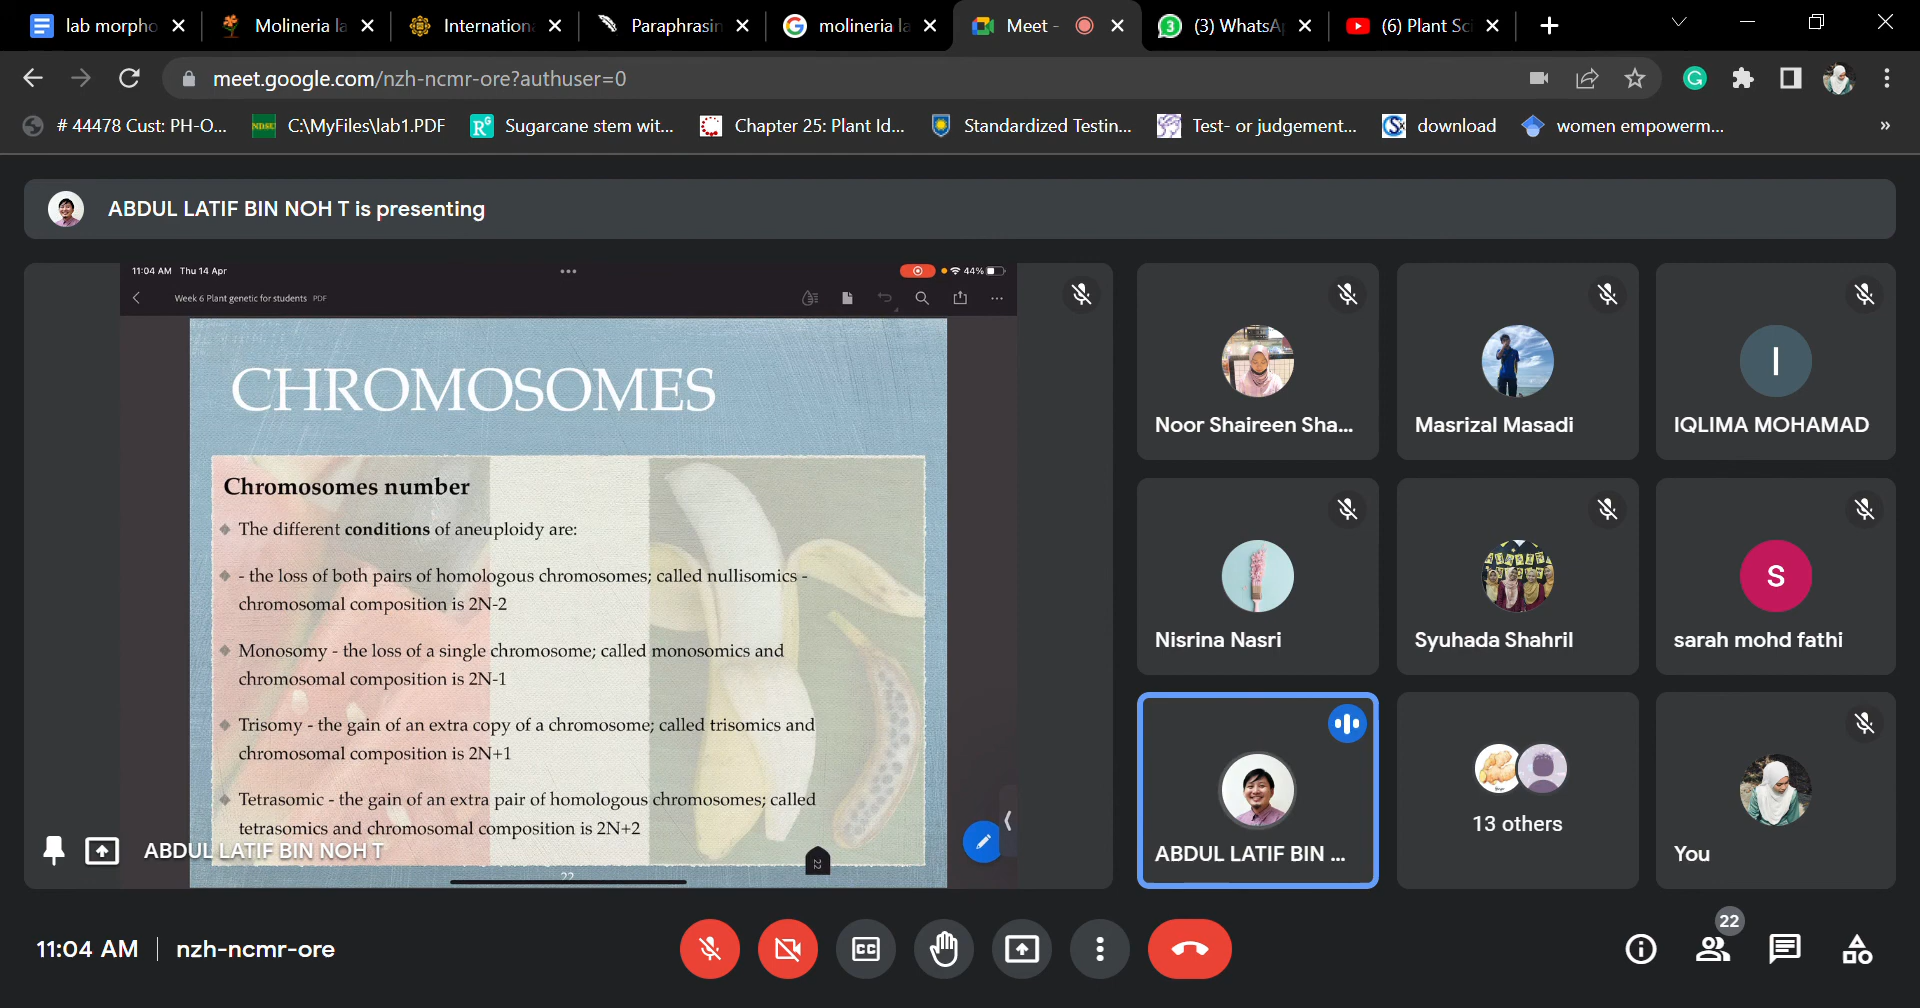 lab morpho
Molineria la
Internationa
Paraphrasin
molineria la
Meet -
(3) WhatsA
(6) Plant Sc
meet.google.com/nzh-ncmr-ore?authuser=0
# 44478 Cust: PH-O...
C:\MyFiles\lab1.PDF
Sugarcane stem wit...
Chapter 25: Plant Id...
Standardized Testin...
Test- or judgement...
download
women empowerm...
»
ABDUL LATIF BIN NOH T is presenting
11:04 AM Thu 14 Apr
44%
Week 6 Plant genetic for students PDF
CHROMOSOMES
Chromosomes number
The different conditions of aneuploidy are:
- the loss of both pairs of homologous chromosomes; called nullisomics -
chromosomal composition is 2N-2
Monosomy - the loss of a single chromosome; called monosomics and
chromosomal composition is 2N-1
Trisomy - the gain of an extra copy of a chromosome; called trisomics and
chromosomal composition is 2N+1
Tetrasomic - the gain of an extra pair of homologous chromosomes; called
tetrasomics and chromosomal composition is 2N+2
22
22
ABDUL LATIF BIN NOH T
Noor Shaireen Sha...
Masrizal Masadi
I
IQLIMA MOHAMAD
Nisrina Nasri
Syuhada Shahril
S
sarah mohd fathi
ABDUL LATIF BIN ...
13 others
You
11:04 AM
nzh-ncmr-ore
CC
22